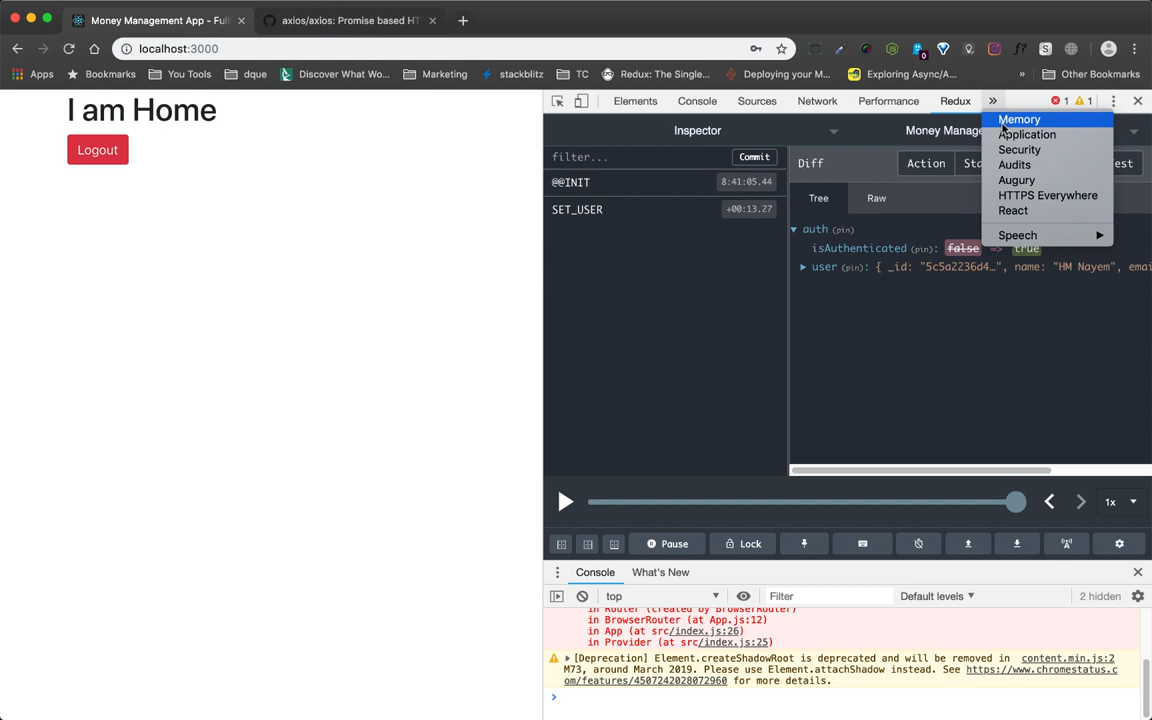 Money Management App - Ful
axios/axios: Promise based HT
localhost:3000
Apps
Bookmarks
You Tools
dque
Discover What Wo...
Marketing
stackblitz
TC
Redux: The Single...
Deploying your M...
Exploring Async/A...
»
Other Bookmarks
I am Home
Logout
Elements
Console
Sources
Network
Performance
Redux
»
1
1
Memory
Application
Security
Audits
Augury
HTTPS Everywhere
React
Speech
Inspector
Money Manage
filter...
Commit
@@INIT
8:41:05.44
SET_USER
+00:13.27
Diff
Action
Sta
est
Tree
Raw
auth (pin)
isAuthenticated (pin): false => true
user (pin): { _id: "5c5a2236d4…", name: "HM Nayem", emai
1x
Pause
Lock
Console
What's New
top
Filter
Default levels
2 hidden
in Router (created by BrowserRouter)
in BrowserRouter (at App.js:12)
in App (at src/index.js:26)
in Provider (at src/index.js:25)
[Deprecation] Element.createShadowRoot is deprecated and will be removed in content.min.js:2
M73, around March 2019. Please use Element.attachShadow instead. See https://www.chromestatus.c
om/features/4507242028072960 for more details.